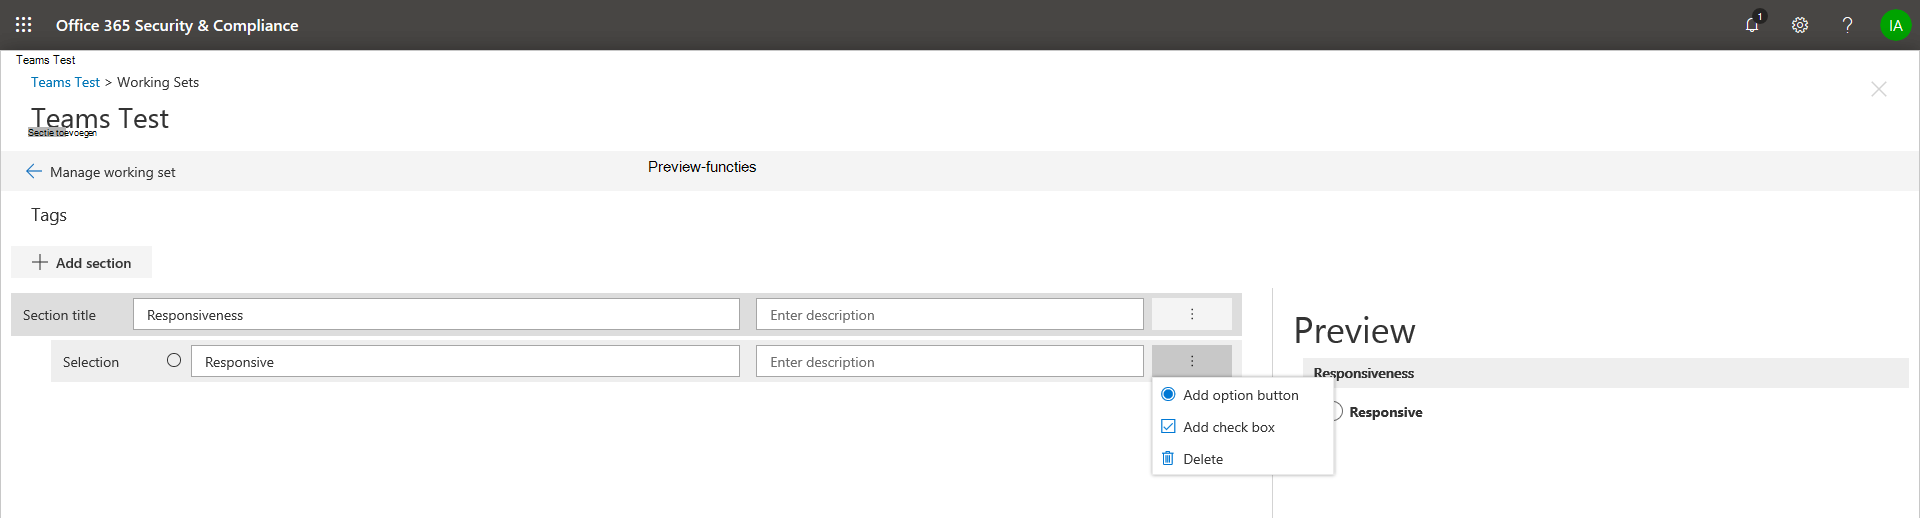 Office 365 Security & Compliance
1
?
IA
Teams Test
Teams Test > Working Sets
Teams Test
Sectie toevoegen
Manage working set
Preview-functies
Tags
Add section
Section title
Responsiveness
Enter description
Selection
Responsive
Enter description
Add option button
Add check box
Delete
Preview
Responsiveness
Responsive